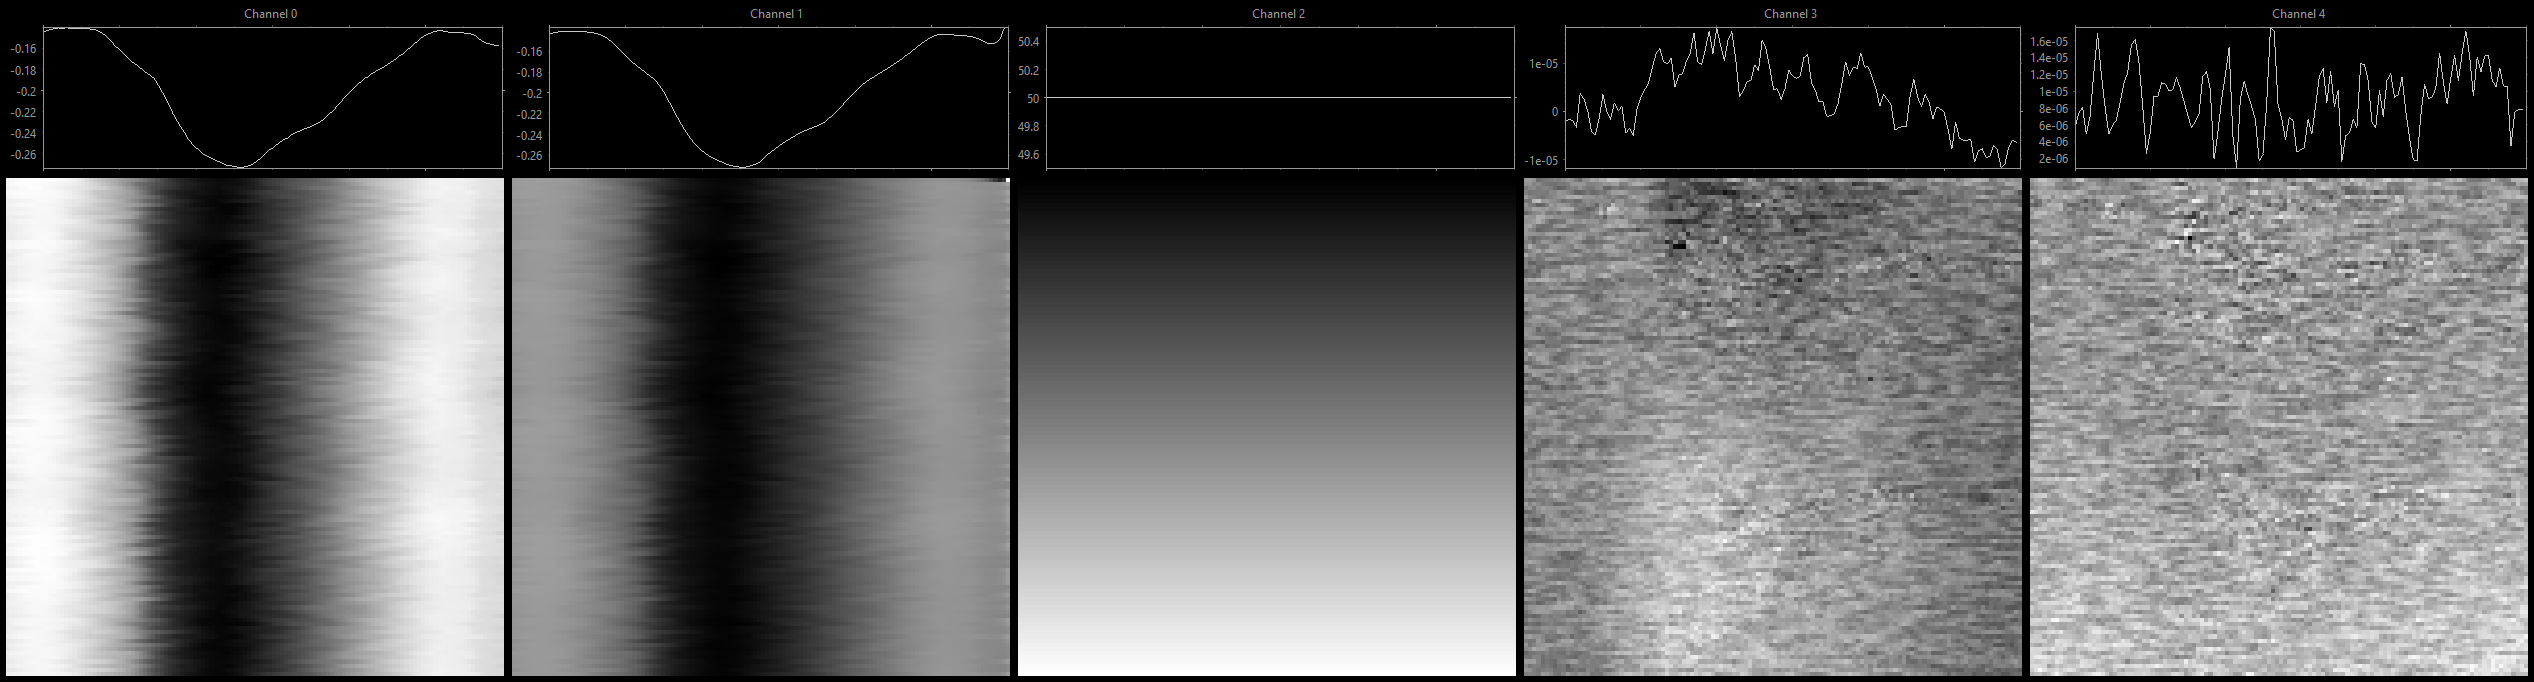 Channel 0
-0.16
-0.18
-0.2
-0.22
-0.24
-0.26
Channel 1
-0.16
-0.18
-0.2
-0.22
-0.24
-0.26
Channel 2
50.4
50.2
50
49.8
49.6
Channel 3
1e-05
0
-1e-05
Channel 4
1.6e-05
1.4e-05
1.2e-05
1e-05
8e-06
6e-06
4e-06
2e-06